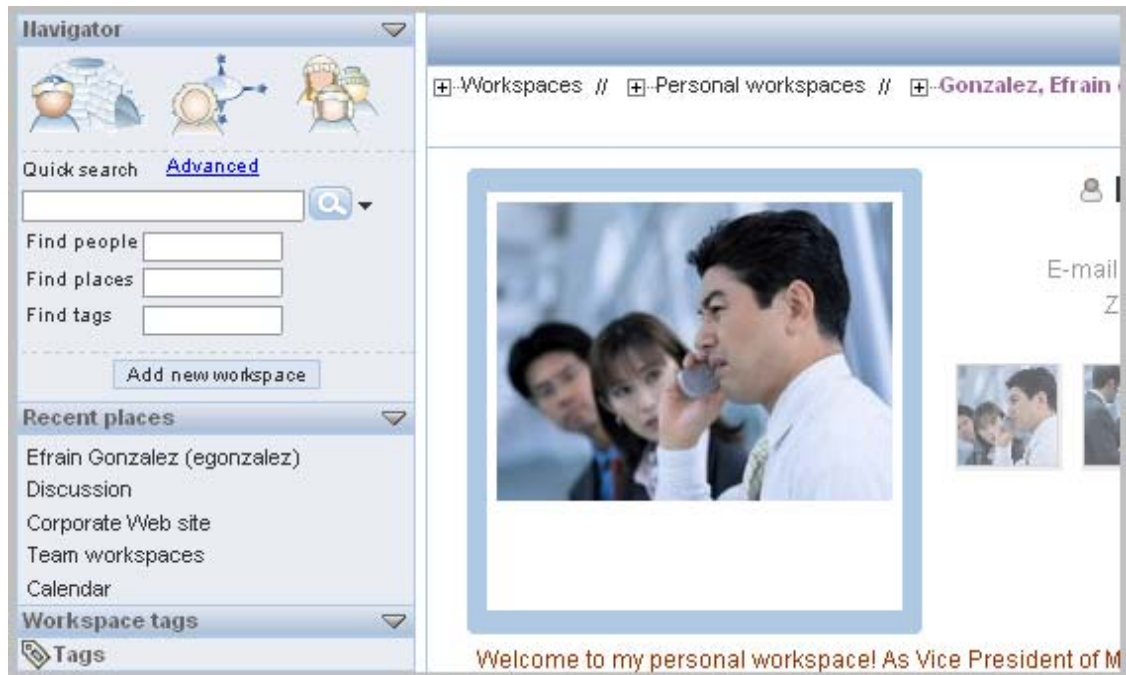 Navigator
Workspaces // Personal workspaces // Gonzalez, Efrain
Quick search Advanced
Find people
Find places
Find tags
Add new workspace
E-mail
Z
Recent places
Efrain Gonzalez (egonzalez)
Discussion
Corporate Web site
Team workspaces
Calendar
Workspace tags
Tags
Welcome to my personal workspace! As Vice President of M